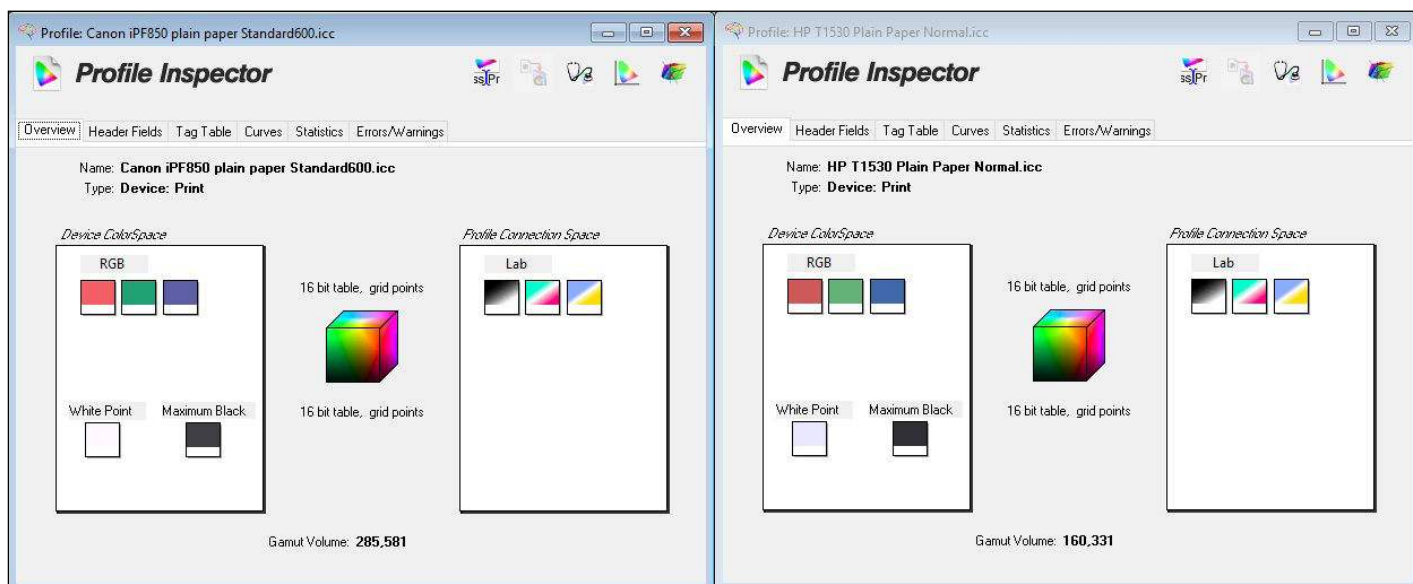 Profile: Canon iPF850 plain paper Standard600.icc
Profile Inspector
ssPr
Overview Header Fields Tag Table Curves Statistics Errors/Warnings
Name: Canon iPF850 plain paper Standard600.icc
Type: Device: Print
Device ColorSpace
Profile Connection Space
RGB
Lab
16 bit table, grid points
White Point
Maximum Black
16 bit table, grid points
Gamut Volume: 285,581
Profile: HP T1530 Plain Paper Normal.icc
Profile Inspector
ssPr
Overview Header Fields Tag Table Curves Statistics Errors/Warnings
Name: HP T1530 Plain Paper Normal.icc
Type: Device: Print
Device ColorSpace
Profile Connection Space
RGB
Lab
16 bit table, grid points
White Point
Maximum Black
16 bit table, grid points
Gamut Volume: 160,331